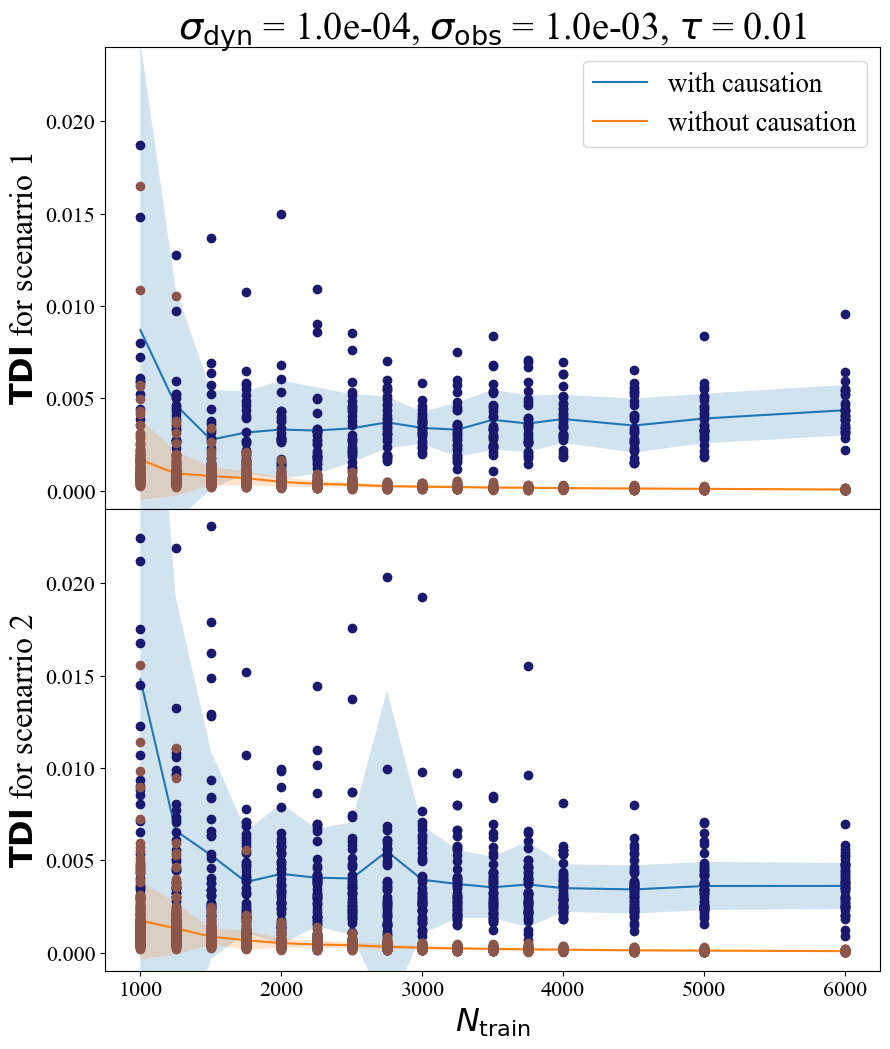 σdyn = 1.0e-04, σobs = 1.0e-03, τ = 0.01
with causation
without causation
TDI for scenarrio 1
0.020
0.015
0.010
0.005
0.000
TDI for scenarrio 2
0.020
0.015
0.010
0.005
0.000
1000 2000 3000 4000 5000 6000
Ntrain